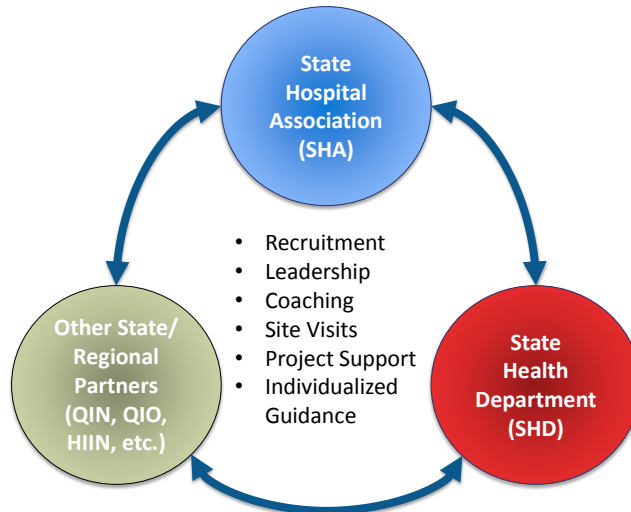 State
Hospital
Association
(SHA)
• Recruitment
• Leadership
• Coaching
• Site Visits
• Project Support
• Individualized
Guidance
Other State/
Regional
Partners
(QIN, QIO,
HIIN, etc.)
State
Health
Department
(SHD)